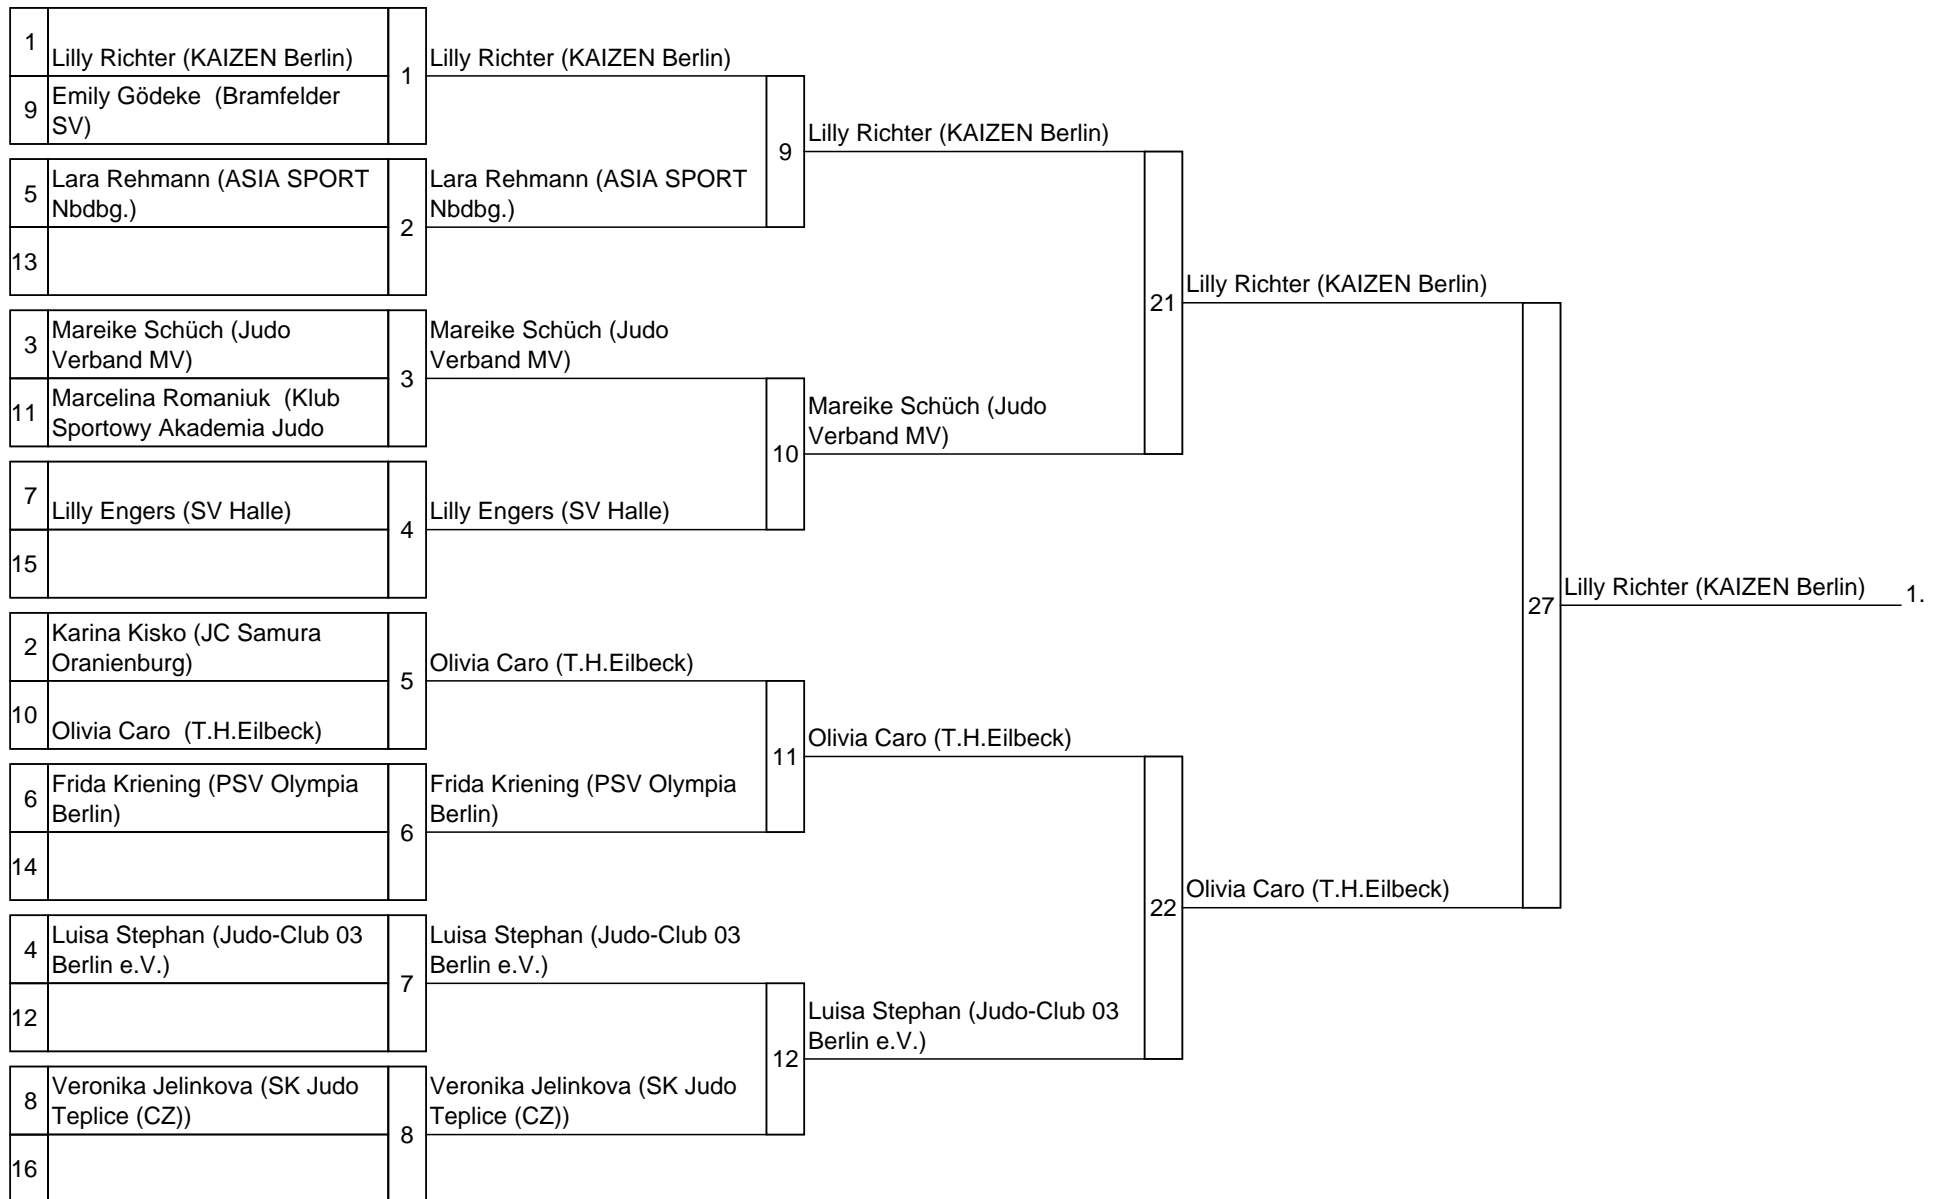 1
Lilly Richter (KAIZEN Berlin)
9
Emily Gödeke  (Bramfelder
SV)
1
Lilly Richter (KAIZEN Berlin)
5
Lara Rehmann (ASIA SPORT
Nbdbg.)
13
2
Lara Rehmann (ASIA SPORT
Nbdbg.)
9
Lilly Richter (KAIZEN Berlin)
3
Mareike Schüch (Judo
Verband MV)
11
Marcelina Romaniuk  (Klub
Sportowy Akademia Judo
3
Mareike Schüch (Judo
Verband MV)
7
Lilly Engers (SV Halle)
15
4
Lilly Engers (SV Halle)
10
Mareike Schüch (Judo
Verband MV)
21
Lilly Richter (KAIZEN Berlin)
2
Karina Kisko (JC Samura
Oranienburg)
10
Olivia Caro  (T.H.Eilbeck)
5
Olivia Caro (T.H.Eilbeck)
6
Frida Kriening (PSV Olympia
Berlin)
14
6
Frida Kriening (PSV Olympia
Berlin)
11
Olivia Caro (T.H.Eilbeck)
4
Luisa Stephan (Judo-Club 03
Berlin e.V.)
12
7
Luisa Stephan (Judo-Club 03
Berlin e.V.)
8
Veronika Jelinkova (SK Judo
Teplice (CZ))
16
8
Veronika Jelinkova (SK Judo
Teplice (CZ))
12
Luisa Stephan (Judo-Club 03
Berlin e.V.)
22
Olivia Caro (T.H.Eilbeck)
27
Lilly Richter (KAIZEN Berlin)
1.